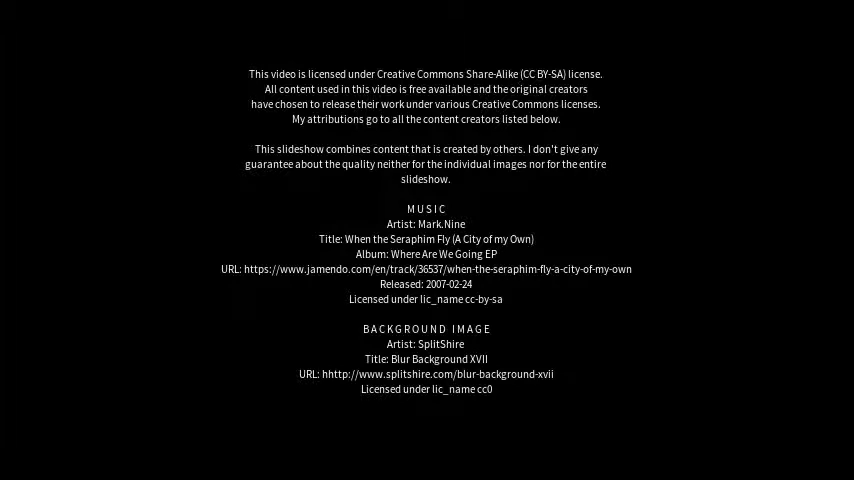 This video is licensed under Creative Commons Share-Alike (CC BY-SA) license.
All content used in this video is free available and the original creators
have chosen to release their work under various Creative Commons licenses.
My attributions go to all the content creators listed below.
This slideshow combines content that is created by others. I don't give any
guarantee about the quality neither for the individual images nor for the entire
slideshow.
MUSIC
Artist: Mark.Nine
Title: When the Seraphim Fly (A City of my Own)
Album: Where Are We Going EP
URL: https://www.jamendo.com/en/track/36537/when-the-seraphim-fly-a-city-of-my-own
Released: 2007-02-24
Licensed under lic_name cc-by-sa
BACKGROUND IMAGE
Artist: SplitShire
Title: Blur Background XVII
URL: hhttp://www.splitshire.com/blur-background-xvii
Licensed under lic_name cc0